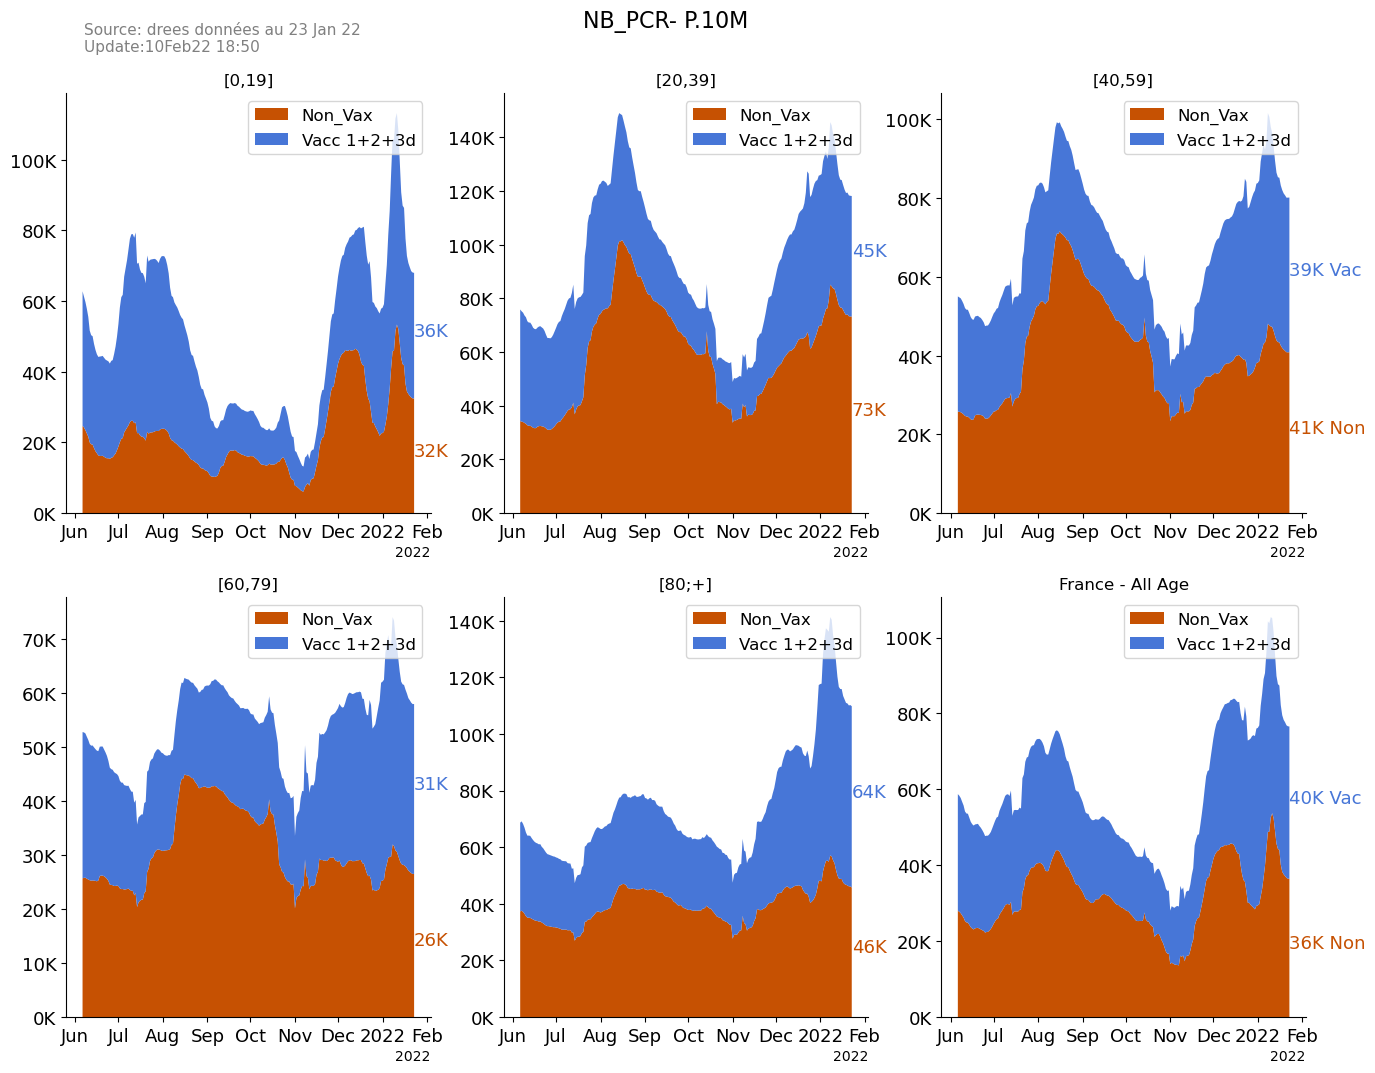 NB_PCR- P.10M
Source: drees données au 23 Jan 22
Update:10Feb22 18:50
[0,19]
Non_Vax
Vacc 1+2+3d
100K
80K
60K
40K
20K
0K
36K
32K
Jun Jul Aug Sep Oct Nov Dec 2022 Feb
2022
[20,39]
Non_Vax
Vacc 1+2+3d
140K
120K
100K
80K
60K
40K
20K
0K
45K
73K
Jun Jul Aug Sep Oct Nov Dec 2022 Feb
2022
[40,59]
Non_Vax
Vacc 1+2+3d
100K
80K
60K
40K
20K
0K
39K Vac
41K Non
Jun Jul Aug Sep Oct Nov Dec 2022 Feb
2022
[60,79]
Non_Vax
Vacc 1+2+3d
70K
60K
50K
40K
30K
20K
10K
0K
31K
26K
Jun Jul Aug Sep Oct Nov Dec 2022 Feb
2022
[80;+]
Non_Vax
Vacc 1+2+3d
140K
120K
100K
80K
60K
40K
20K
0K
64K
46K
Jun Jul Aug Sep Oct Nov Dec 2022 Feb
2022
France - All Age
Non_Vax
Vacc 1+2+3d
100K
80K
60K
40K
20K
0K
40K Vac
36K Non
Jun Jul Aug Sep Oct Nov Dec 2022 Feb
2022